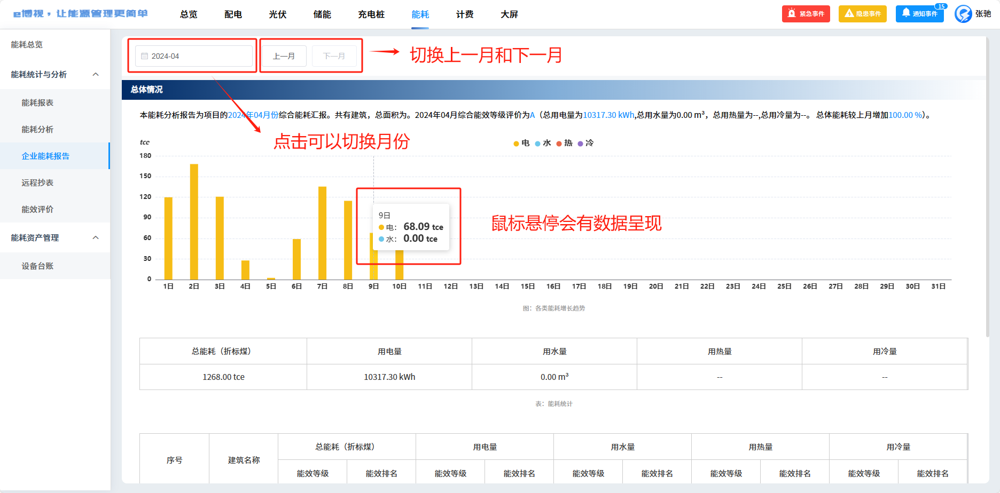 e博视，让能源管理更简单
总览 配电 光伏 储能 充电桩 能耗 计费 大屏
紧急事件 隐患事件 通知事件 15 张驰
能耗总览
能耗统计与分析
能耗报表
能耗分析
企业能耗报告
远程抄表
能效评价
能耗资产管理
设备台账
2024-04 上一月 下一月
切换上一月和下一月
总体情况
本能耗分析报告为项目的2024年04月份综合能耗汇报。共有建筑，总面积为。2024年04月综合能效等级评价为A（总用电量为10317.30 kWh,总用水量为0.00 m³，总用热量为--,总用冷量为--。 总体能耗较上月增加100.00 %）。
点击可以切换月份
tce
电 水 热 冷
180
150
120
90
60
30
0
9日
电： 68.09 tce
水： 0.00 tce
鼠标悬停会有数据呈现
1日 2日 3日 4日 5日 6日 7日 8日 9日 10日 11日 12日 13日 14日 15日 16日 17日 18日 19日 20日 21日 22日 23日 24日 25日 26日 27日 28日 29日 30日 31日
图：各类能耗增长趋势
总能耗（折标煤） 用电量 用水量 用热量 用冷量
1268.00 tce 10317.30 kWh 0.00 m³ -- --
表：能耗统计
序号 建筑名称 总能耗（折标煤） 用电量 用水量 用热量 用冷量
能效等级 能效排名 能效等级 能效排名 能效等级 能效排名 能效等级 能效排名 能效等级 能效排名